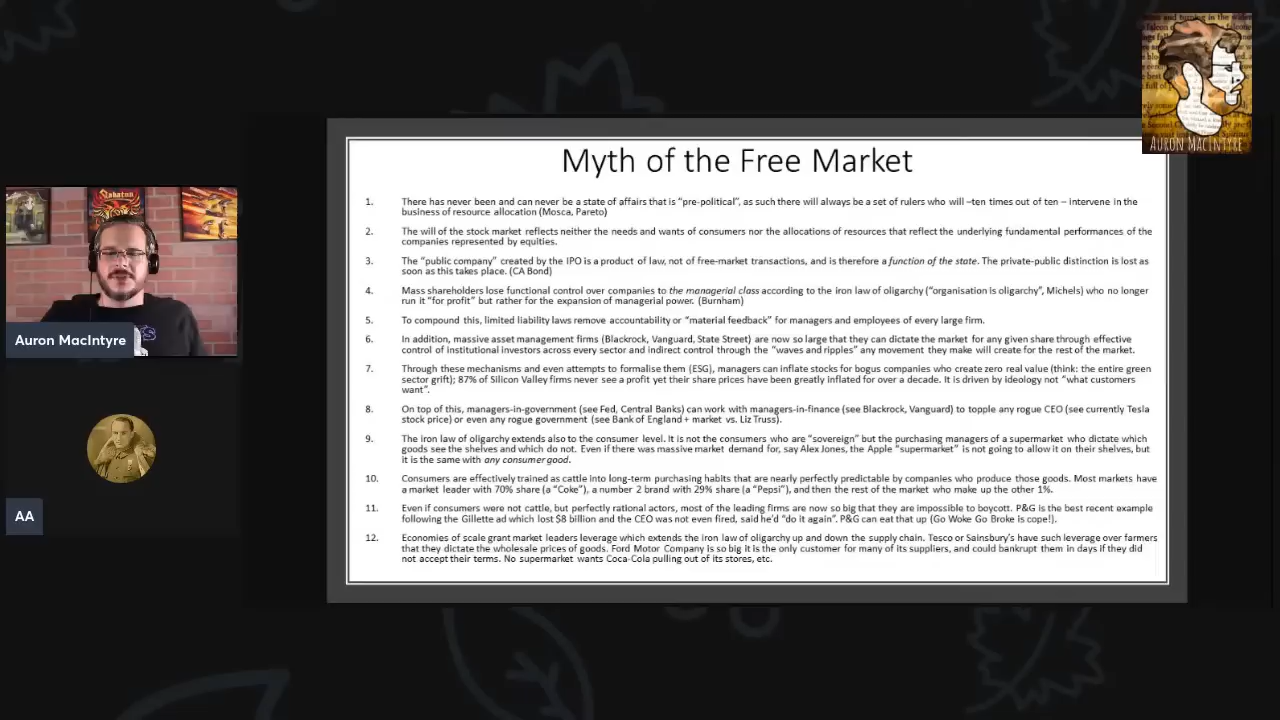 Myth of the Free Market
1. There has never been and can never be a state of affairs that is “pre-political”, as such there will always be a set of rulers who will –ten times out of ten – intervene in the
business of resource allocation (Mosca, Pareto)
2. The will of the stock market reflects neither the needs and wants of consumers nor the allocations of resources that reflect the underlying fundamental performances of the
companies represented by equities.
3. The “public company” created by the IPO is a product of law, not of free-market transactions, and is therefore a function of the state. The private-public distinction is lost as
soon as this takes place. (CA Bond)
4. Mass shareholders lose functional control over companies to the managerial class according to the iron law of oligarchy (“organisation is oligarchy”, Michels) who no longer
run it “for profit” but rather for the expansion of managerial power. (Burnham)
5. To compound this, limited liability laws remove accountability or “material feedback” for managers and employees of every large firm.
6. In addition, massive asset management firms (Blackrock, Vanguard, State Street) are now so large that they can dictate the market for any given share through effective
control of institutional investors across every sector and indirect control through the “waves and ripples” any movement they make will create for the rest of the market.
7. Through these mechanisms and even attempts to formalise them (ESG), managers can inflate stocks for bogus companies who create zero real value (think: the entire green
sector grift); 87% of Silicon Valley firms never see a profit yet their share prices have been greatly inflated for over a decade. It is driven by ideology not “what customers
want”.
8. On top of this, managers-in-government (see Fed, Central Banks) can work with managers-in-finance (see Blackrock, Vanguard) to topple any rogue CEO (see currently Tesla
stock price) or even any rogue government (see Bank of England + market vs. Liz Truss).
9. The iron law of oligarchy extends also to the consumer level. It is not the consumers who are “sovereign” but the purchasing managers of a supermarket who dictate which
goods see the shelves and which do not. Even if there was massive market demand for, say Alex Jones, the Apple “supermarket” is not going to allow it on their shelves, but
it is the same with any consumer good.
10. Consumers are effectively trained as cattle into long-term purchasing habits that are nearly perfectly predictable by companies who produce those goods. Most markets have
a market leader with 70% share (a “Coke”), a number 2 brand with 29% share (a “Pepsi”), and then the rest of the market who make up the other 1%.
11. Even if consumers were not cattle, but perfectly rational actors, most of the leading firms are now so big that they are impossible to boycott. P&G is the best recent example
following the Gillette ad which lost $8 billion and the CEO was not even fired, said he’d “do it again”. P&G can eat that up (Go Woke Go Broke is cope!).
12. Economies of scale grant market leaders leverage which extends the iron law of oligarchy up and down the supply chain. Tesco or Sainsbury’s have such leverage over farmers
that they dictate the wholesale prices of goods. Ford Motor Company is so big it is the only customer for many of its suppliers, and could bankrupt them in days if they did
not accept their terms. No supermarket wants Coca-Cola pulling out of its stores, etc.
Sabaton
Auron MacIntyre
AA
AURON MACINTYRE